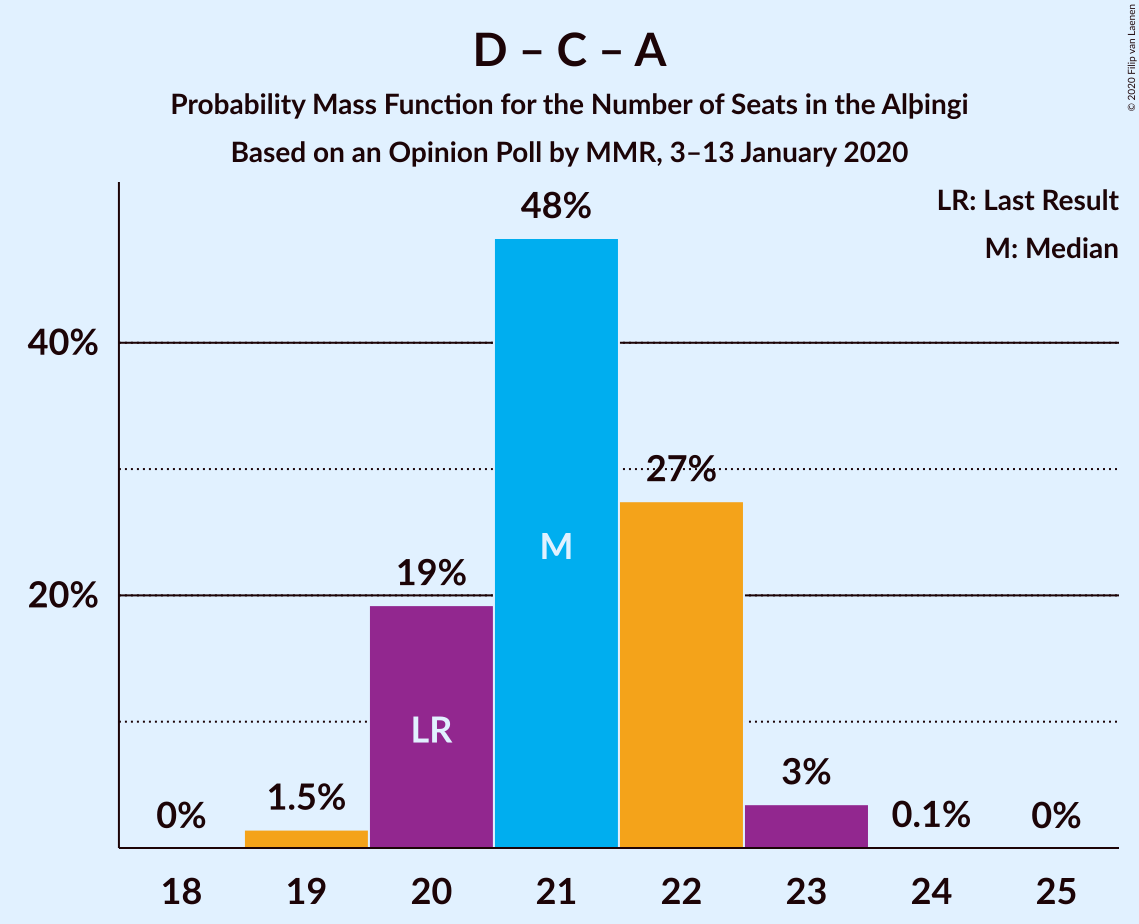 D – C – A
Probability Mass Function for the Number of Seats in the Alþingi
Based on an Opinion Poll by MMR, 3–13 January 2020
© 2020 Filip van Laenen
LR: Last Result
M: Median
48%
40%
27%
M
19%
20%
LR
3%
1.5%
0%
0.1%
0%
18 19 20 21 22 23 24 25